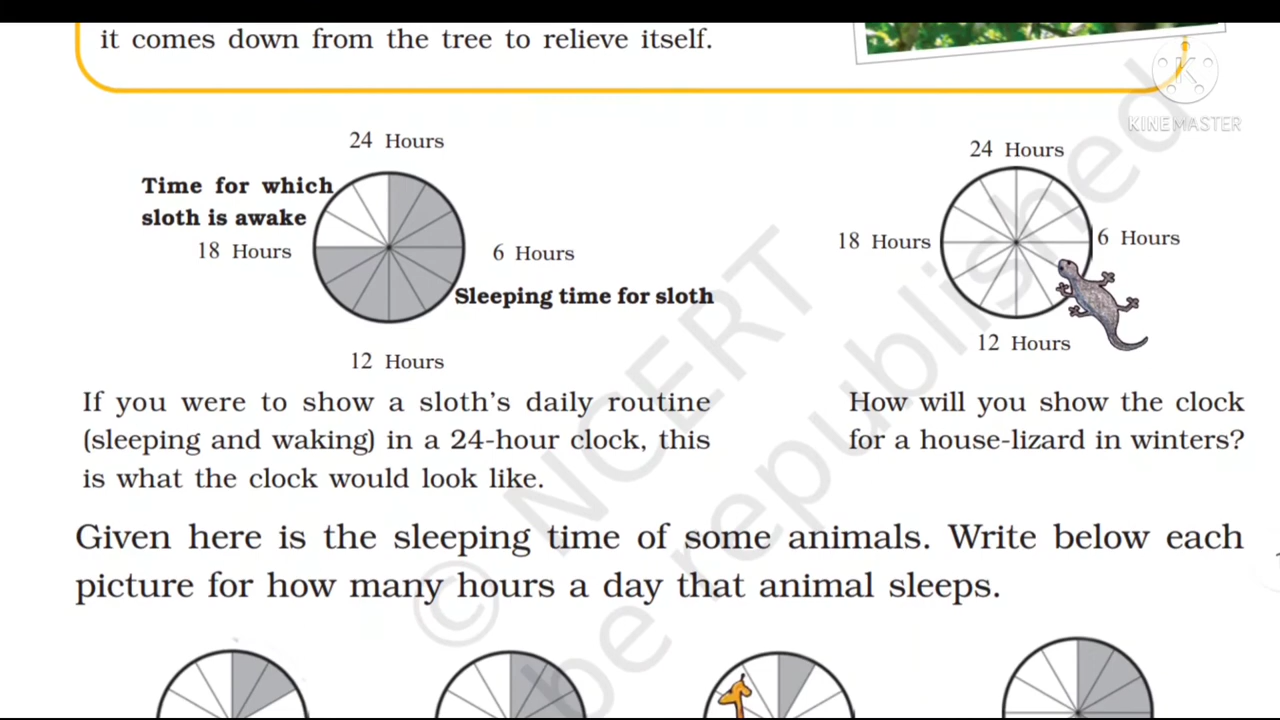 it comes down from the tree to relieve itself.
KINEMASTER
24 Hours
Time for which
sloth is awake
18 Hours
6 Hours
Sleeping time for sloth
12 Hours
24 Hours
18 Hours
6 Hours
12 Hours
If you were to show a sloth's daily routine
(sleeping and waking) in a 24-hour clock, this
is what the clock would look like.
How will you show the clock
for a house-lizard in winters?
Given here is the sleeping time of some animals. Write below each
picture for how many hours a day that animal sleeps.
© NCERT
be republished